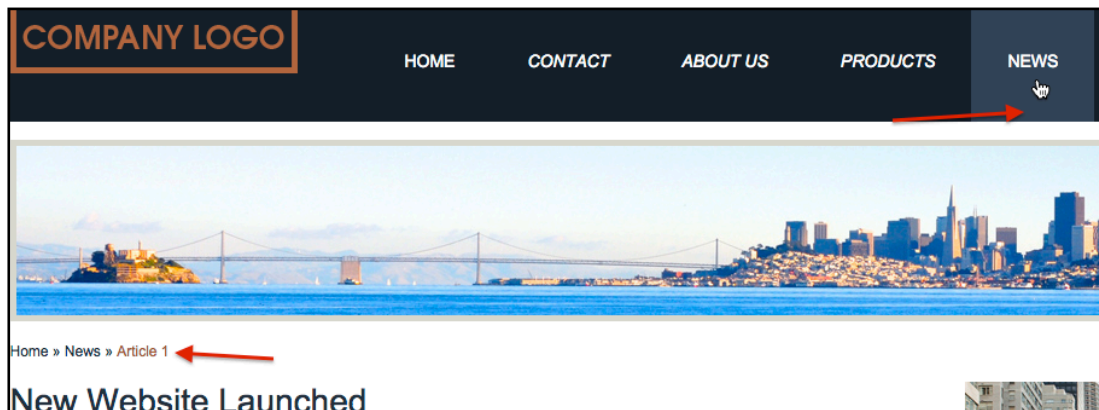 COMPANY LOGO
HOME CONTACT ABOUT US PRODUCTS NEWS
Home » News » Article 1
New Website Launched